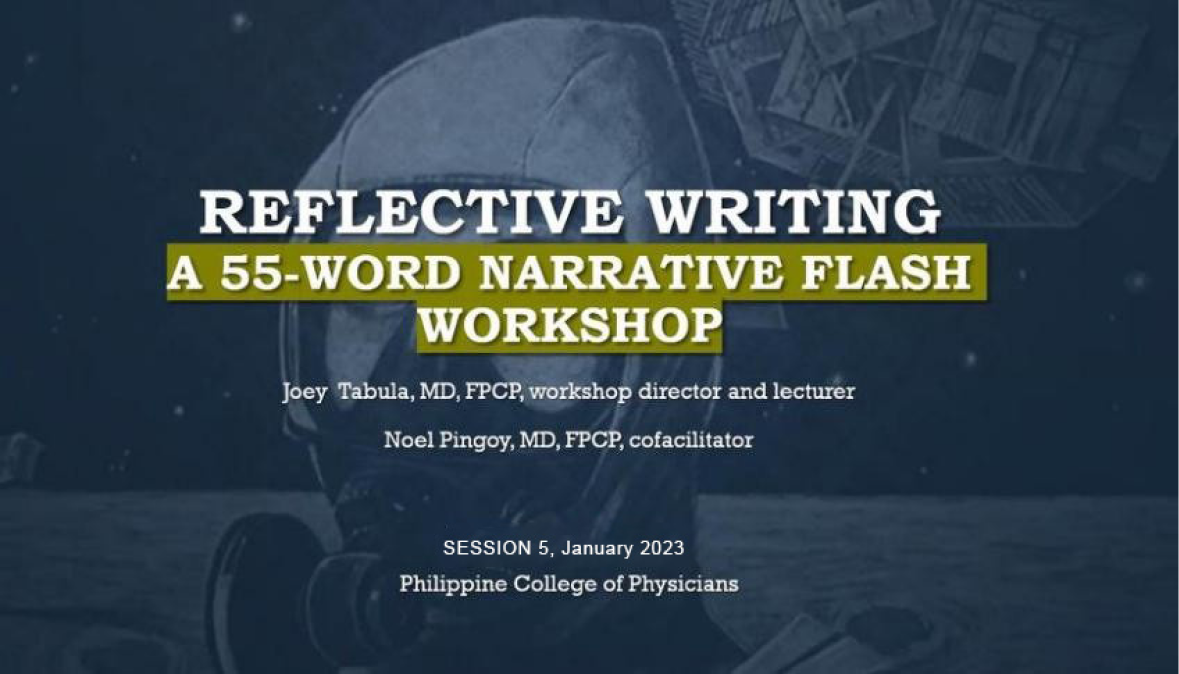 REFLECTIVE WRITING
A 55-WORD NARRATIVE FLASH
WORKSHOP
Joey Tabula, MD, FPCP, workshop director and lecturer
Noel Pingoy, MD, FPCP, cofacilitator
SESSION 5, January 2023
Philippine College of Physicians